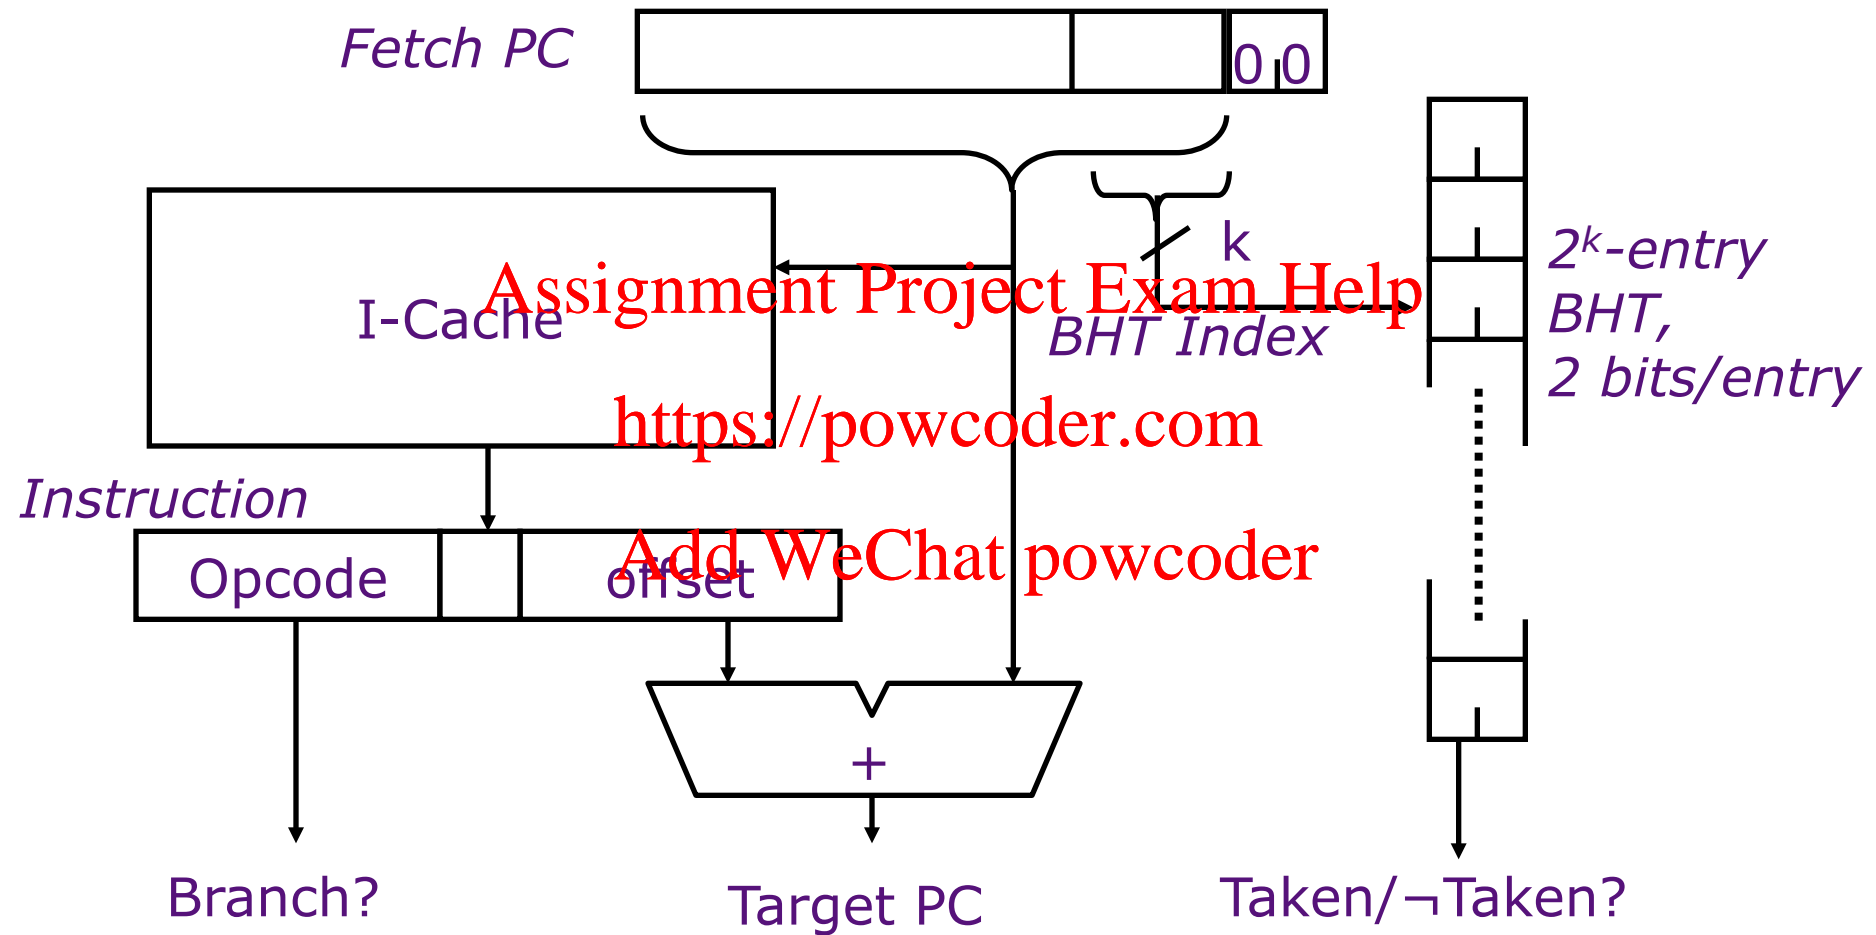 Fetch PC
0 0
k
2ᵏ-entry
BHT,
2 bits/entry
I-Cache
Assignment Project Exam Help
BHT Index
https://powcoder.com
Instruction
Opcode
offset
Add WeChat powcoder
+
Branch?
Target PC
Taken/¬Taken?